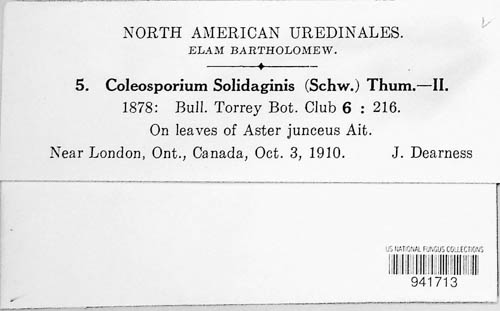 NORTH AMERICAN UREDINALES.
ELAM BARTHOLOMEW.
5. Coleosporium Solidaginis (Schw.) Thum.—II.
1878: Bull. Torrey Bot. Club 6 : 216.
On leaves of Aster junceus Ait.
Near London, Ont., Canada, Oct. 3, 1910. J. Dearness
US NATIONAL FUNGUS COLLECTIONS
941713